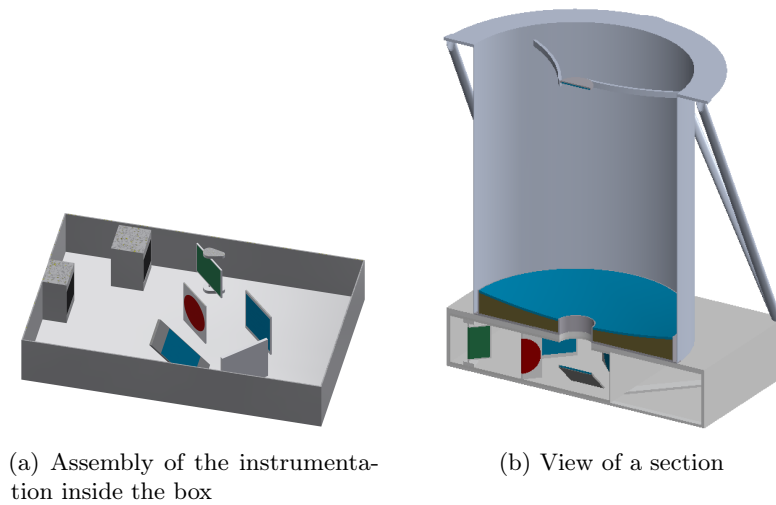 (a) Assembly of the instrumenta-
tion inside the box
(b) View of a section